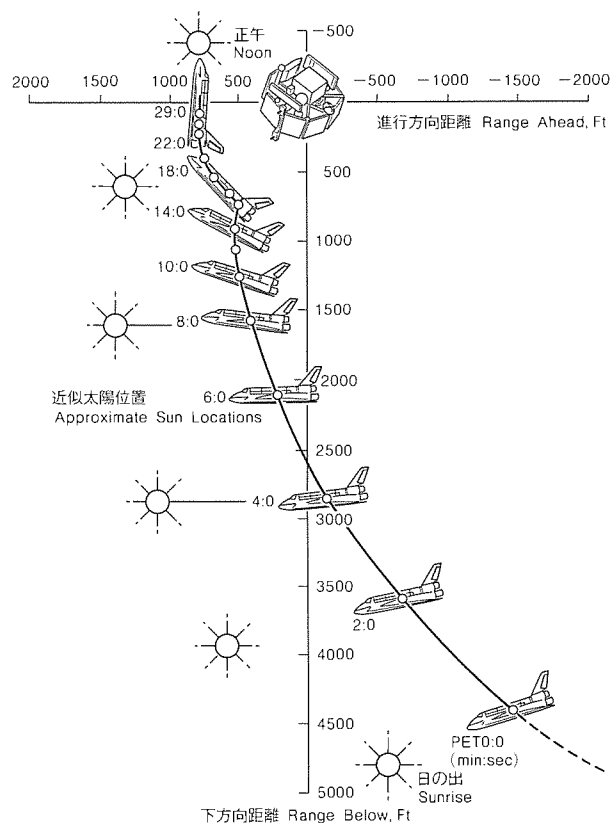 正午
Noon
-500
2000 1500 1000 500 -500 -1000 -1500 -2000
進行方向距離 Range Ahead, Ft
29:0
22:0
18:0
500
14:0
1000
10:0
1500
8:0
2000
近似太陽位置
6:0
Approximate Sun Locations
2500
4:0
3000
3500
2:0
4000
4500
PET0:0
(min:sec)
日の出
Sunrise
5000
下方向距離 Range Below, Ft